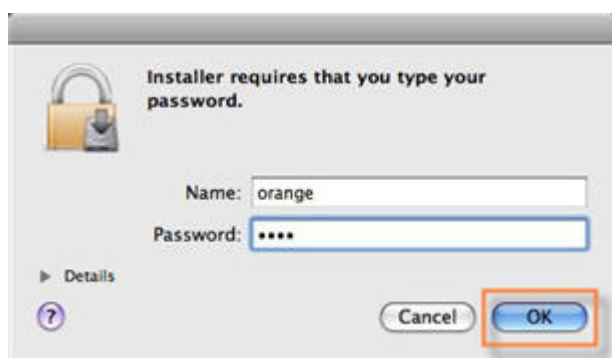 Installer requires that you type your
password.
Name: orange
Password: ••••
Details
?
Cancel
OK